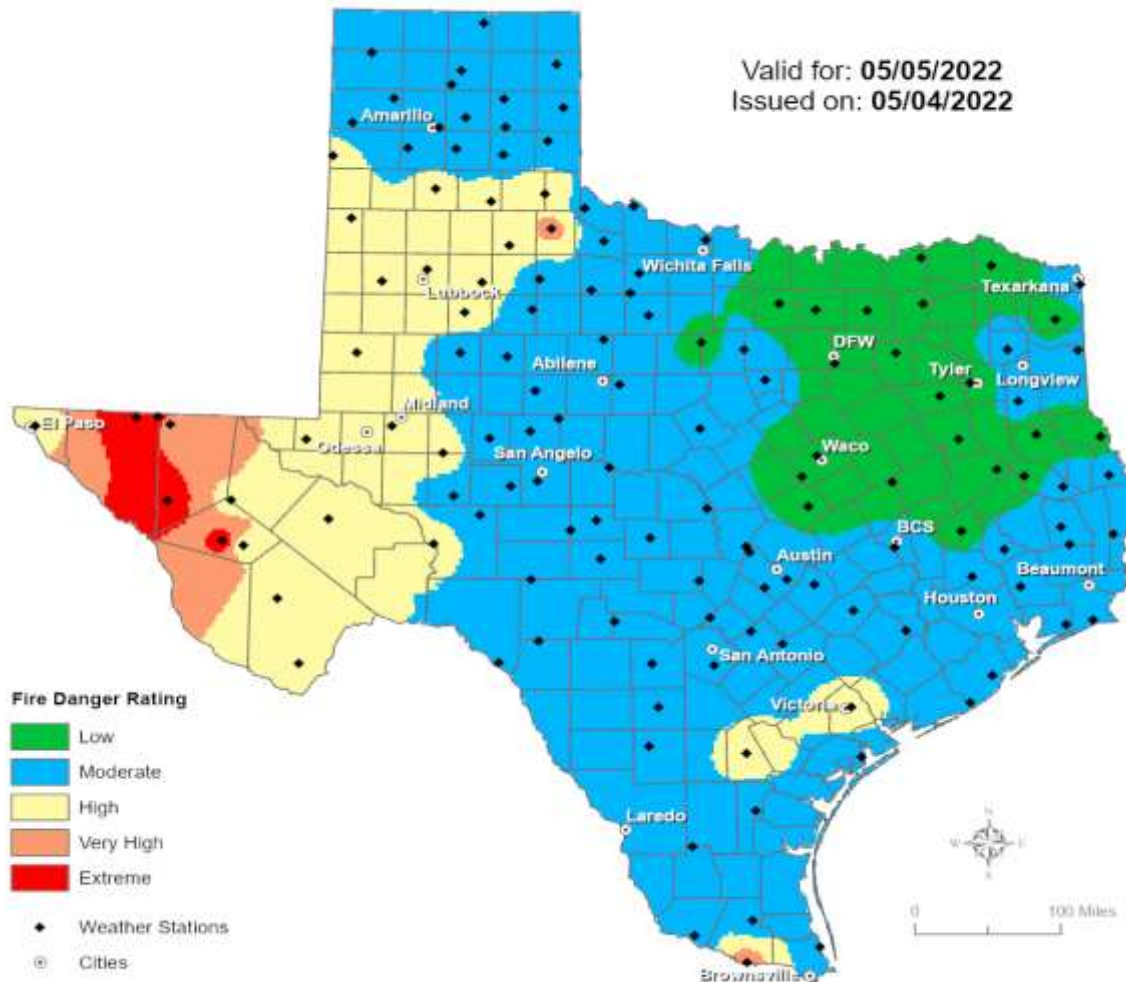 Valid for: 05/05/2022
Issued on: 05/04/2022
Amarillo
Wichita Falls
Lubbock
Texarkana
DFW
Abilene
Tyler
Longview
El Paso
Midland
Odessa
Waco
San Angelo
BCS
Austin
Beaumont
Houston
San Antonio
Victoria
Laredo
Brownsville
Fire Danger Rating
Low
Moderate
High
Very High
Extreme
Weather Stations
Cities
N
W
E
S
0 100 Miles